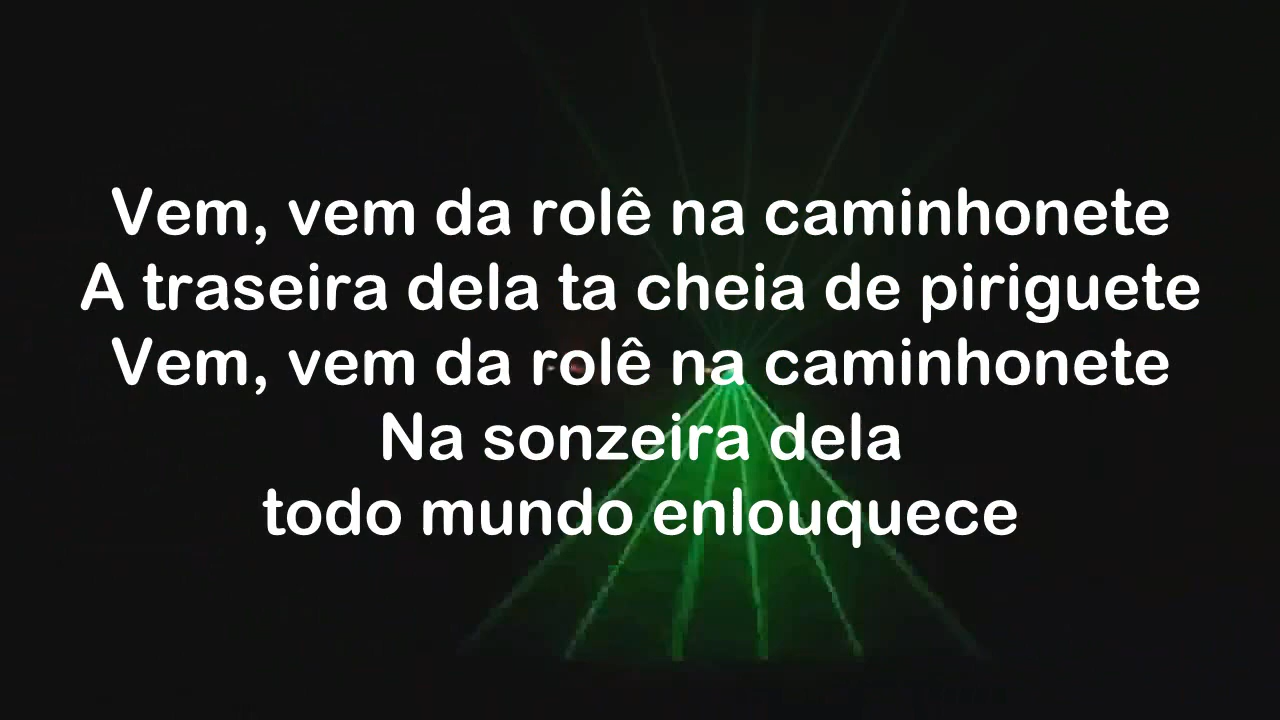 Vem, vem da rolê na caminhonete
A traseira dela ta cheia de piriguete
Vem, vem da rolê na caminhonete
Na sonzeira dela
todo mundo enlouquece